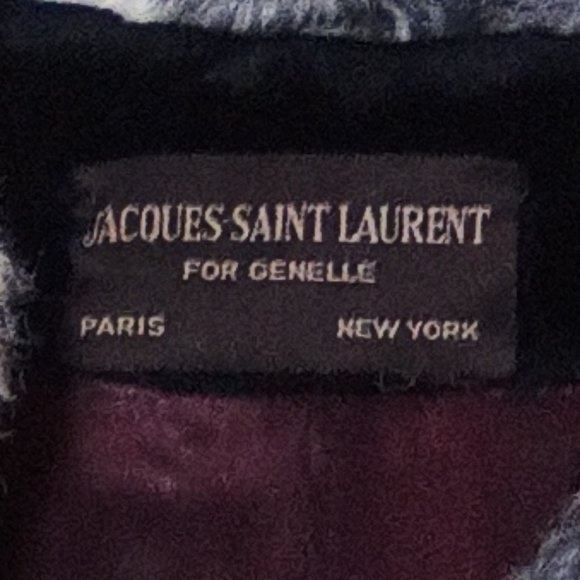 JACQUES SAINT LAURENT
FOR GENELLE
PARIS NEW YORK